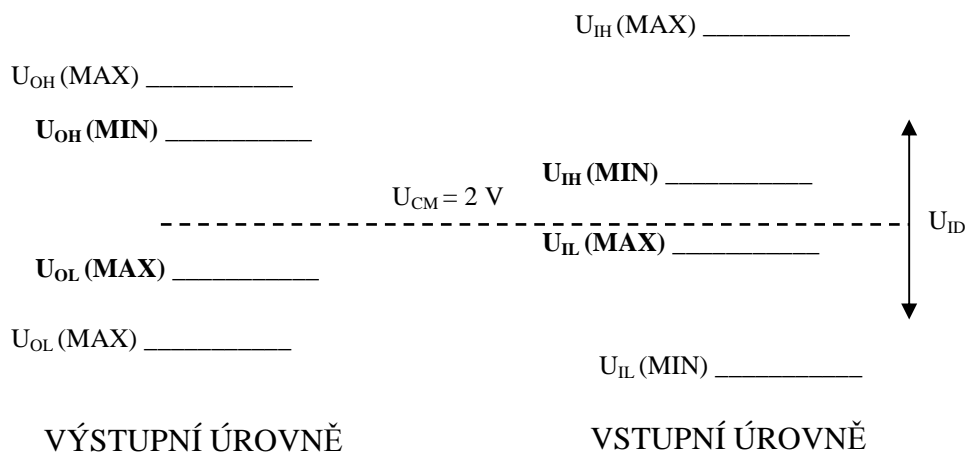 U_IH (MAX) ___________
U_OH (MAX) ___________
U_OH (MIN) ___________
U_IH (MIN) ___________
U_CM = 2 V
U_ID
U_IL (MAX) ___________
U_OL (MAX) ___________
U_OL (MAX) ___________
U_IL (MIN) ___________
VÝSTUPNÍ ÚROVNĚ
VSTUPNÍ ÚROVNĚ